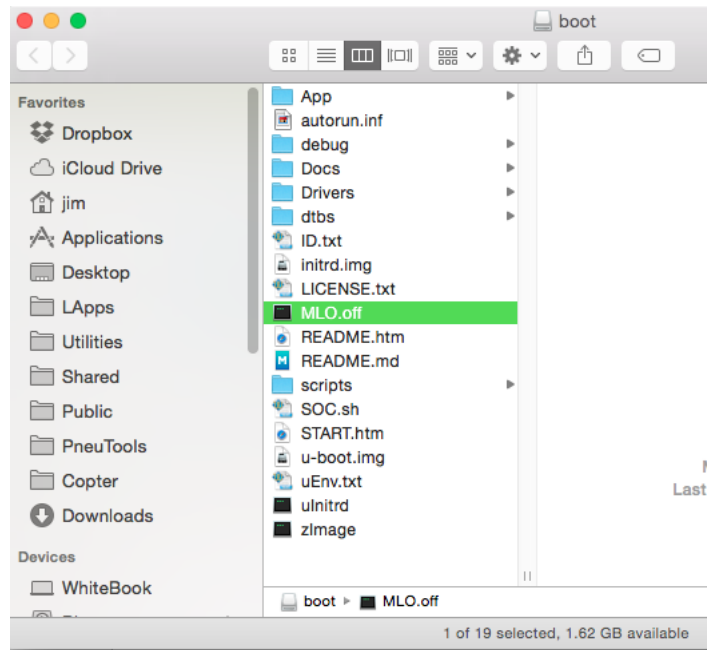 boot
Favorites
Dropbox
iCloud Drive
jim
Applications
Desktop
LApps
Utilities
Shared
Public
PneuTools
Copter
Downloads
Devices
WhiteBook
App
autorun.inf
debug
Docs
Drivers
dtbs
ID.txt
initrd.img
LICENSE.txt
MLO.off
README.htm
README.md
scripts
SOC.sh
START.htm
u-boot.img
uEnv.txt
uInitrd
zImage
Last
boot MLO.off
1 of 19 selected, 1.62 GB available